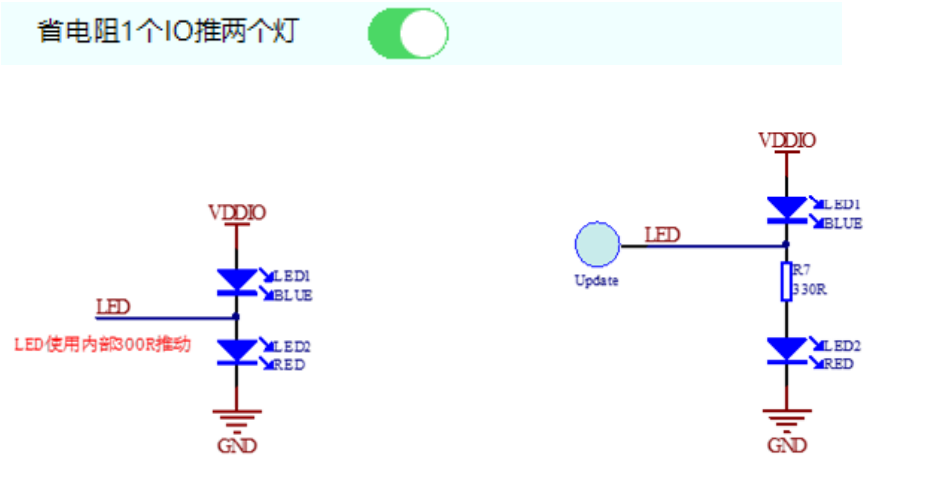 省电阻1个IO推两个灯
VDDIO
LED1
BLUE
LED
LED使用内部300R推动
LED2
RED
GND
VDDIO
LED1
BLUE
LED
Update
R7
330R
LED2
RED
GND